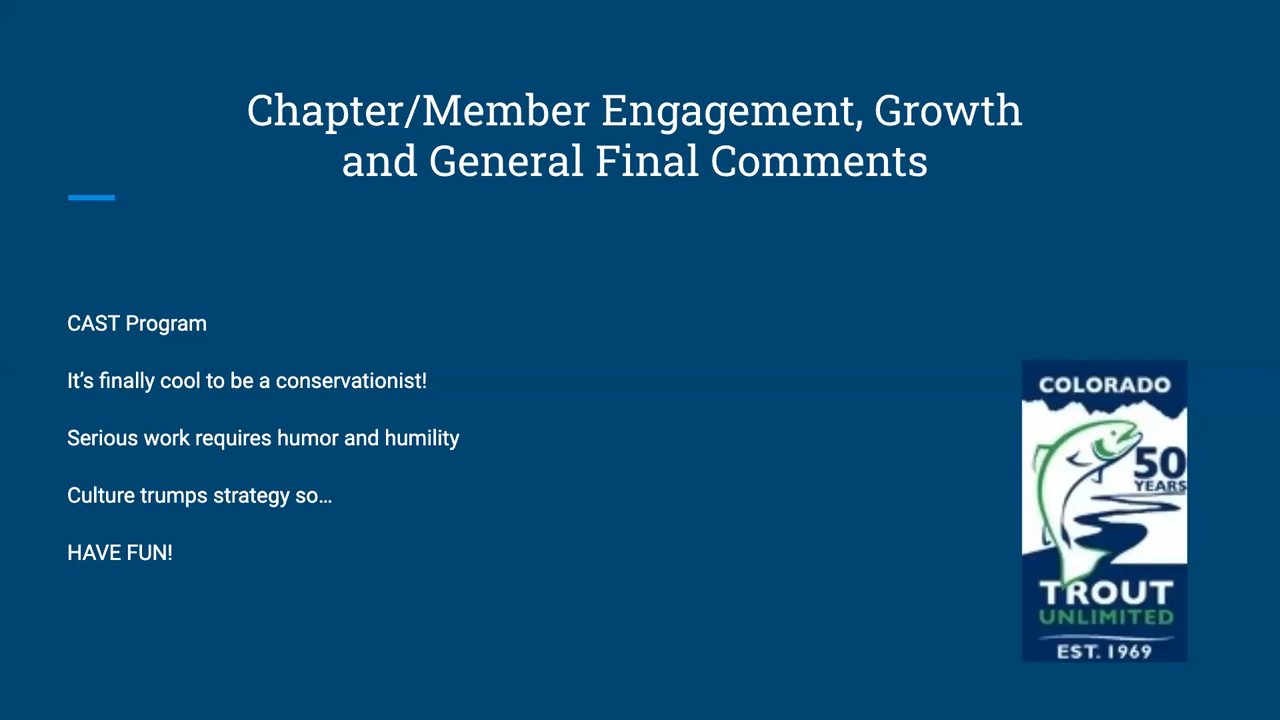 Chapter/Member Engagement, Growth
and General Final Comments
CAST Program
It’s finally cool to be a conservationist!
Serious work requires humor and humility
Culture trumps strategy so...
HAVE FUN!
COLORADO
50
YEARS
TROUT
UNLIMITED
EST. 1969